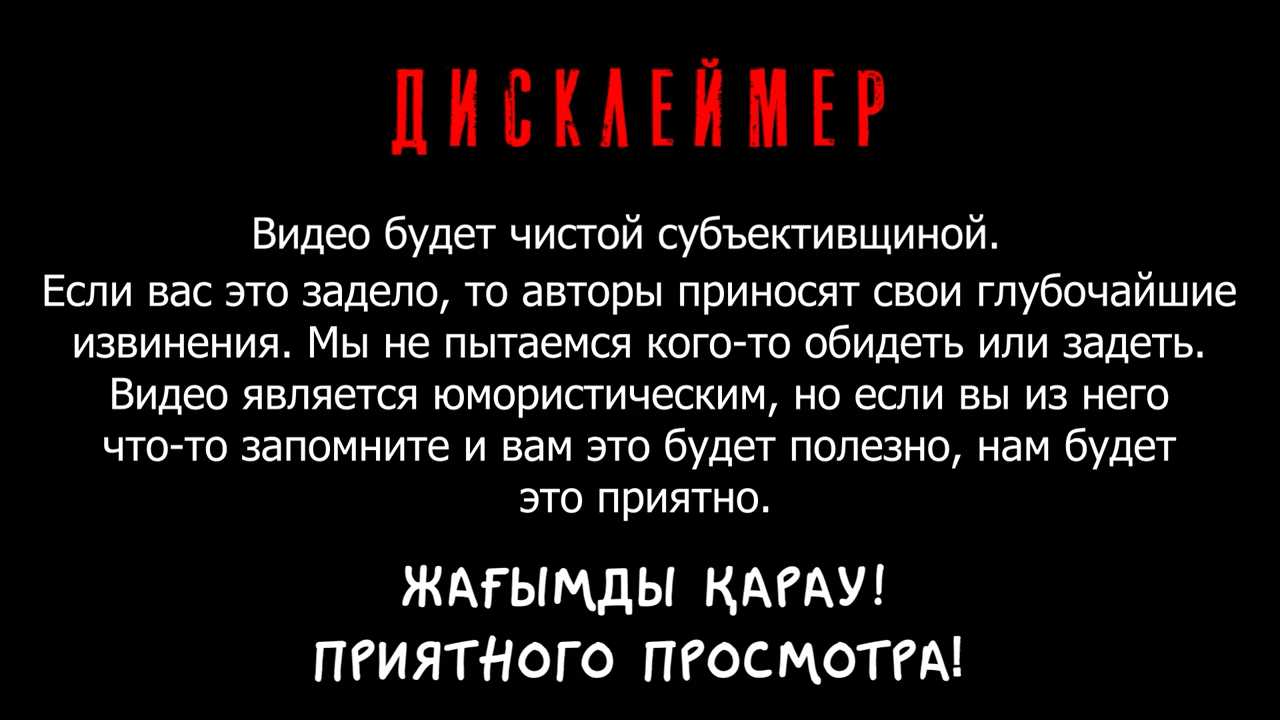 ДИСКЛЕЙМЕР
Видео будет чистой субъективщиной.
Если вас это задело, то авторы приносят свои глубочайшие
извинения. Мы не пытаемся кого-то обидеть или задеть.
Видео является юмористическим, но если вы из него
что-то запомните и вам это будет полезно, нам будет
это приятно.
ЖАҒЫМДЫ ҚАРАУ!
ПРИЯТНОГО ПРОСМОТРА!